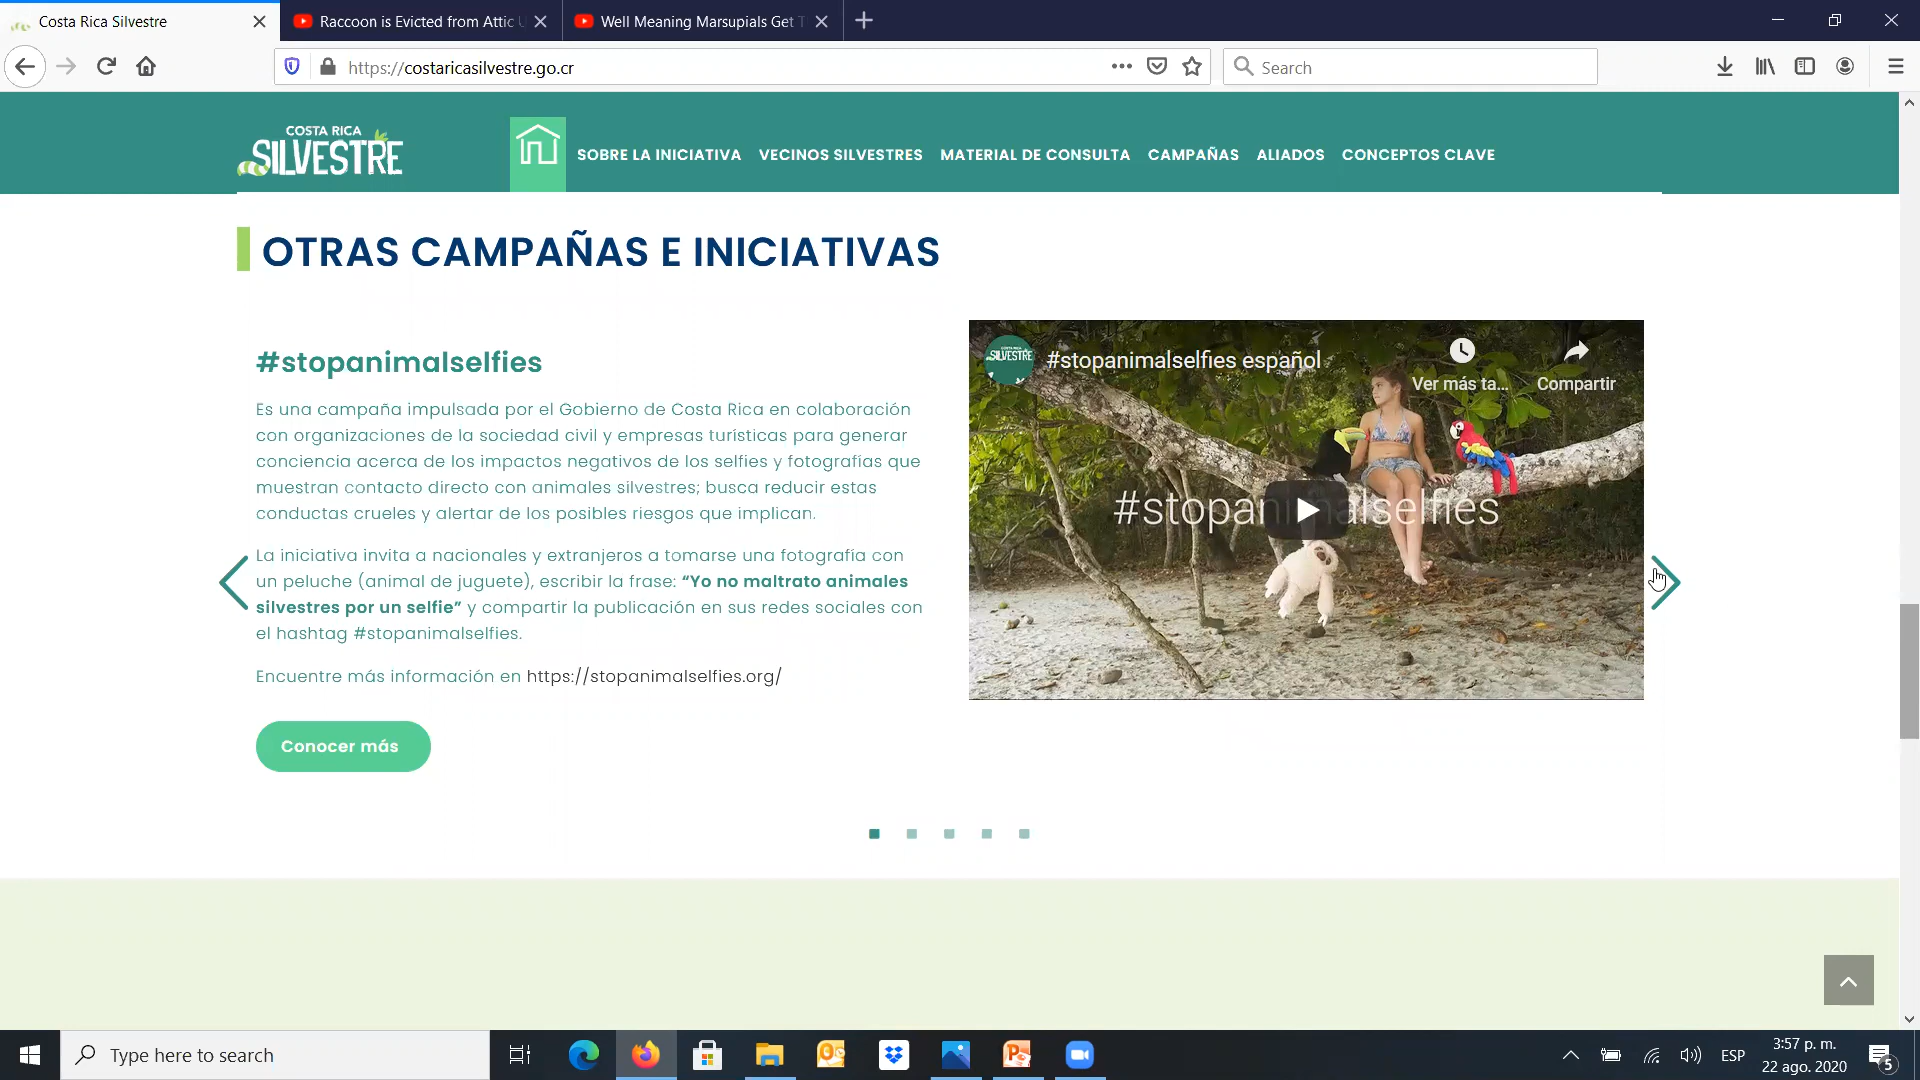 Costa Rica Silvestre
Raccoon is Evicted from Attic
Well Meaning Marsupials Get
https://costaricasilvestre.go.cr
Search
COSTA RICA
SILVESTRE
SOBRE LA INICIATIVA
VECINOS SILVESTRES
MATERIAL DE CONSULTA
CAMPAÑAS
ALIADOS
CONCEPTOS CLAVE
OTRAS CAMPAÑAS E INICIATIVAS
#stopanimalselfies
Es una campaña impulsada por el Gobierno de Costa Rica en colaboración
con organizaciones de la sociedad civil y empresas turísticas para generar
conciencia acerca de los impactos negativos de los selfies y fotografías que
muestran contacto directo con animales silvestres; busca reducir estas
conductas crueles y alertar de los posibles riesgos que implican.
La iniciativa invita a nacionales y extranjeros a tomarse una fotografía con
un peluche (animal de juguete), escribir la frase: “Yo no maltrato animales
silvestres por un selfie” y compartir la publicación en sus redes sociales con
el hashtag #stopanimalselfies.
Encuentre más información en https://stopanimalselfies.org/
Conocer más
SILVESTRE
#stopanimalselfies español
Ver más ta...
Compartir
#stopanimalselfies
Type here to search
ESP
3:57 p. m.
22 ago. 2020
5